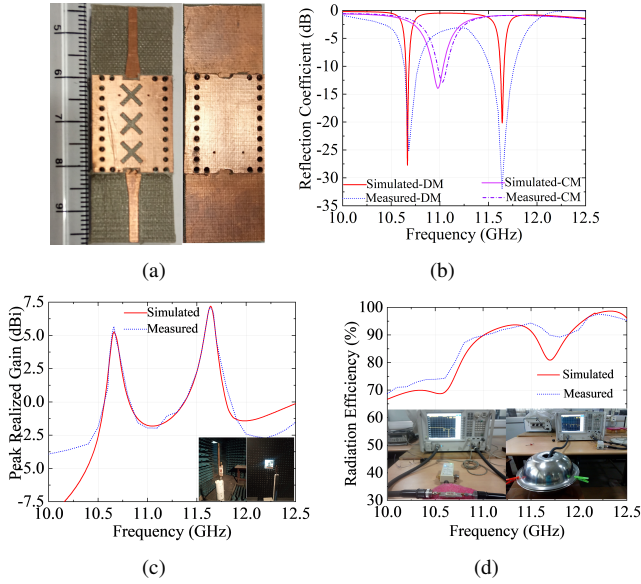 5
6
7
8
9
(a)
Reflection Coefficient (dB)
0
-5
-10
-15
-20
-25
-30
-35
Simulated-DM
Measured-DM
Simulated-CM
Measured-CM
10.0 10.5 11.0 11.5 12.0 12.5
Frequency (GHz)
(b)
Peak Realized Gain (dBi)
7.5
5.0
2.5
0.0
-2.5
-5.0
-7.5
Simulated
Measured
10.0 10.5 11.0 11.5 12.0 12.5
Frequency (GHz)
(c)
Radiation Efficiency (%)
100
90
80
70
60
50
40
30
Simulated
Measured
10.0 10.5 11.0 11.5 12.0 12.5
Frequency (GHz)
(d)